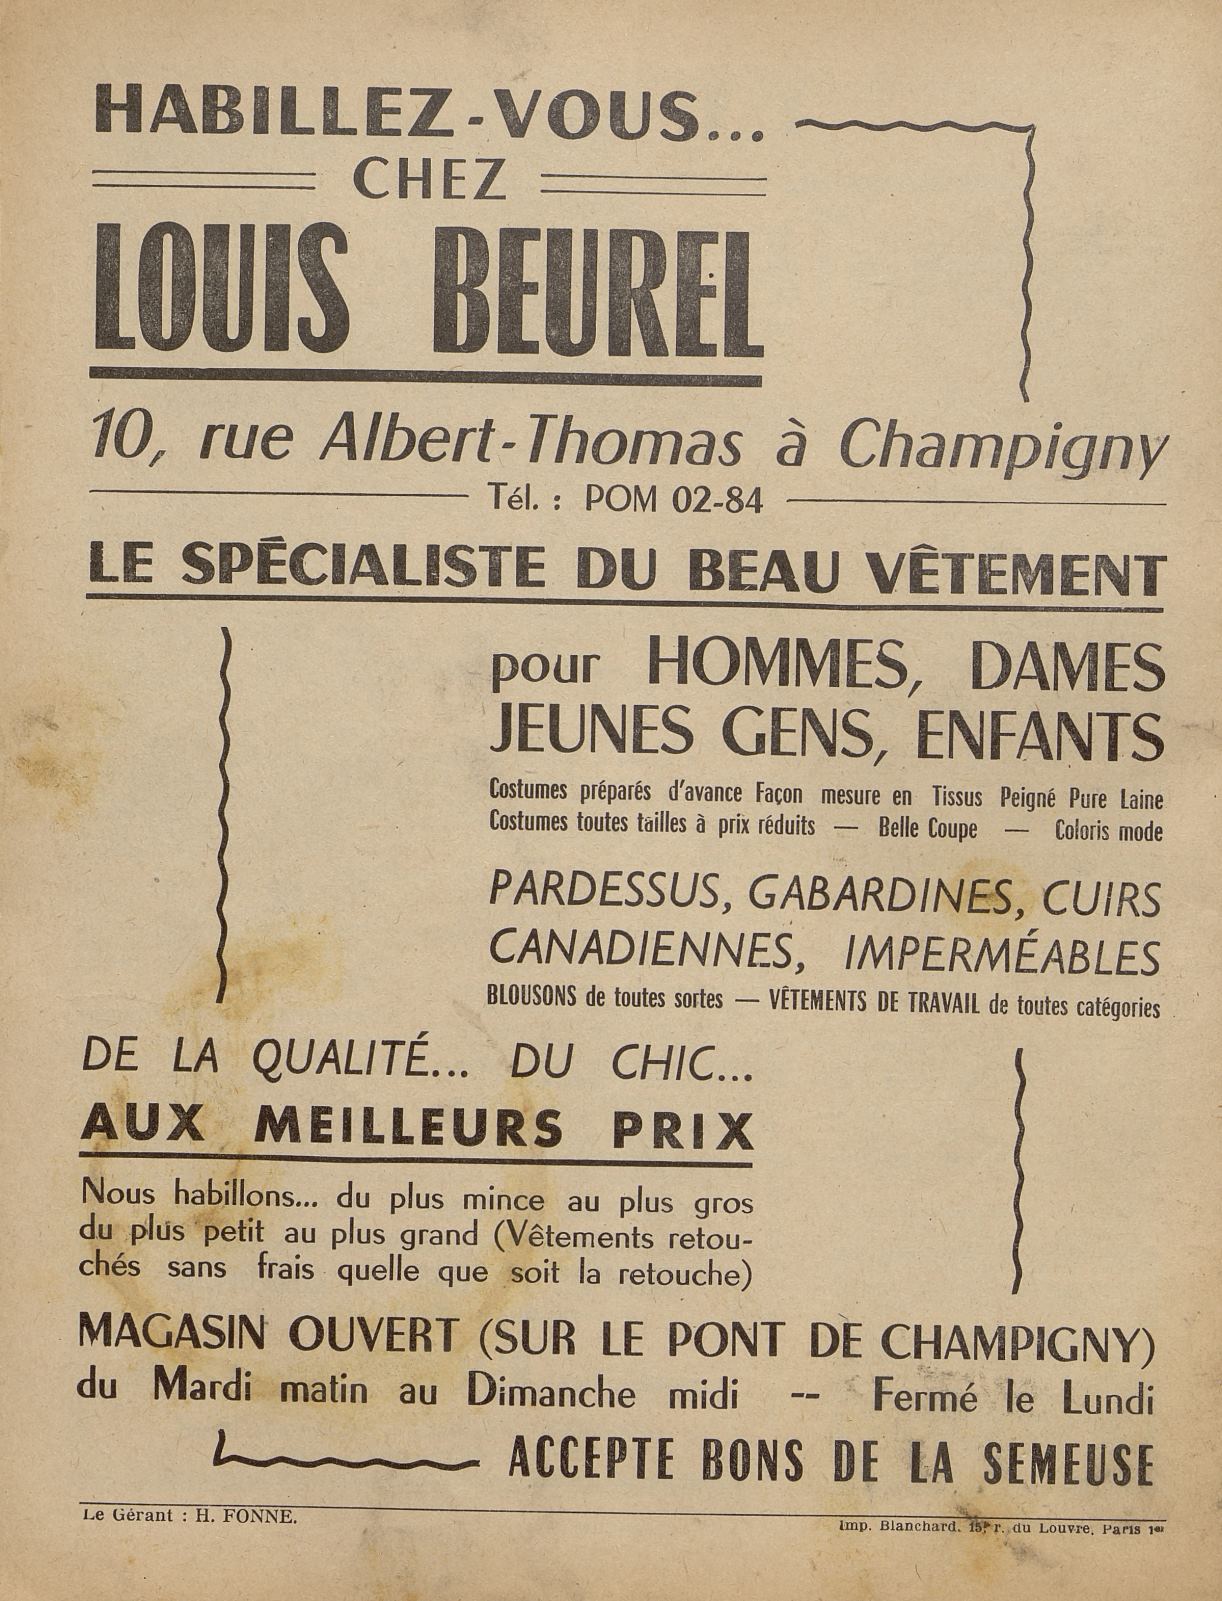 HABILLEZ-VOUS...
CHEZ
LOUIS BEUREL
10, rue Albert-Thomas à Champigny
Tél. : POM 02-84
LE SPÉCIALISTE DU BEAU VÊTEMENT
pour HOMMES, DAMES
JEUNES GENS, ENFANTS
Costumes préparés d'avance Façon mesure en Tissus Peigné Pure Laine
Costumes toutes tailles à prix réduits — Belle Coupe — Coloris mode
PARDESSUS, GABARDINES, CUIRS
CANADIENNES, IMPERMÉABLES
BLOUSONS de toutes sortes — VÊTEMENTS DE TRAVAIL de toutes catégories
DE LA QUALITÉ... DU CHIC...
AUX MEILLEURS PRIX
Nous habillons... du plus mince au plus gros
du plus petit au plus grand (Vêtements retou-
chés sans frais quelle que soit la retouche)
MAGASIN OUVERT (SUR LE PONT DE CHAMPIGNY)
du Mardi matin au Dimanche midi -- Fermé le Lundi
ACCEPTE BONS DE LA SEMEUSE
Le Gérant : H. FONNE.
Imp. Blanchard. 15, r. du Louvre, Paris 1er